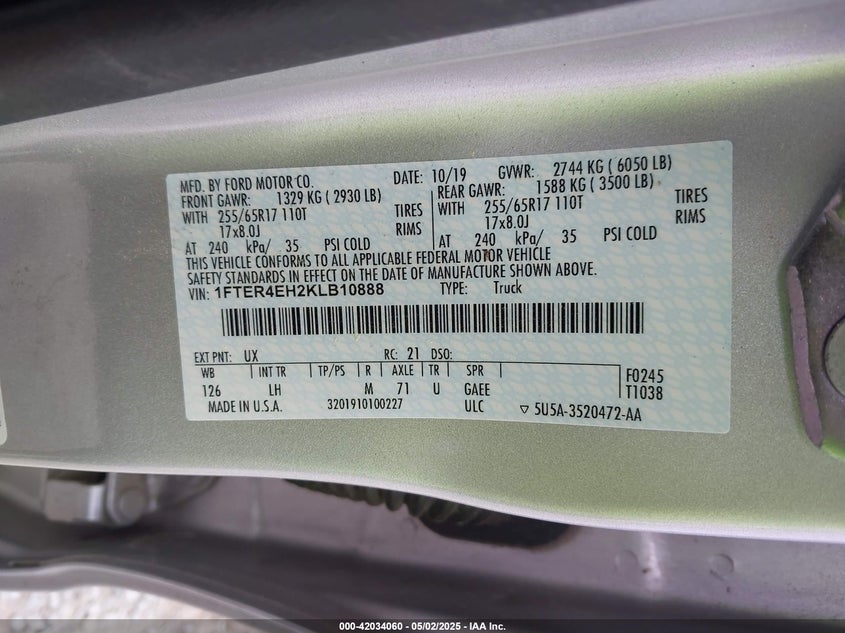 MFD. BY FORD MOTOR CO. DATE: 10/19 GVWR: 2744 KG ( 6050 LB)
FRONT GAWR: 1329 KG ( 2930 LB) REAR GAWR: 1588 KG ( 3500 LB)
WITH 255/65R17 110T TIRES WITH 255/65R17 110T TIRES
17x8.0J RIMS 17x8.0J RIMS
AT 240 kPa/ 35 PSI COLD AT 240 kPa/ 35 PSI COLD
THIS VEHICLE CONFORMS TO ALL APPLICABLE FEDERAL MOTOR VEHICLE
SAFETY STANDARDS IN EFFECT ON THE DATE OF MANUFACTURE SHOWN ABOVE.
VIN: 1FTER4EH2KLB10888 TYPE: Truck
EXT PNT: UX RC: 21 DSO:
WB INT TR TP/PS R AXLE TR SPR F0245
126 LH M 71 U GAEE T1038
MADE IN U.S.A. 3201910100227 ULC ▽ 5U5A-3520472-AA
000-42034060 - 05/02/2025 - IAA Inc.